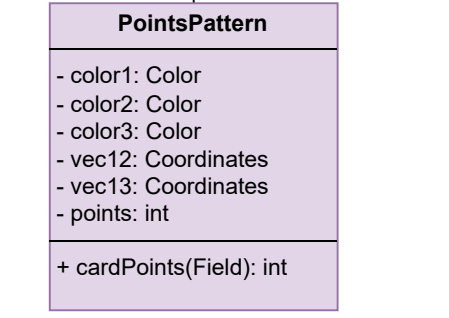 PointsPattern
- color1: Color
- color2: Color
- color3: Color
- vec12: Coordinates
- vec13: Coordinates
- points: int
+ cardPoints(Field): int